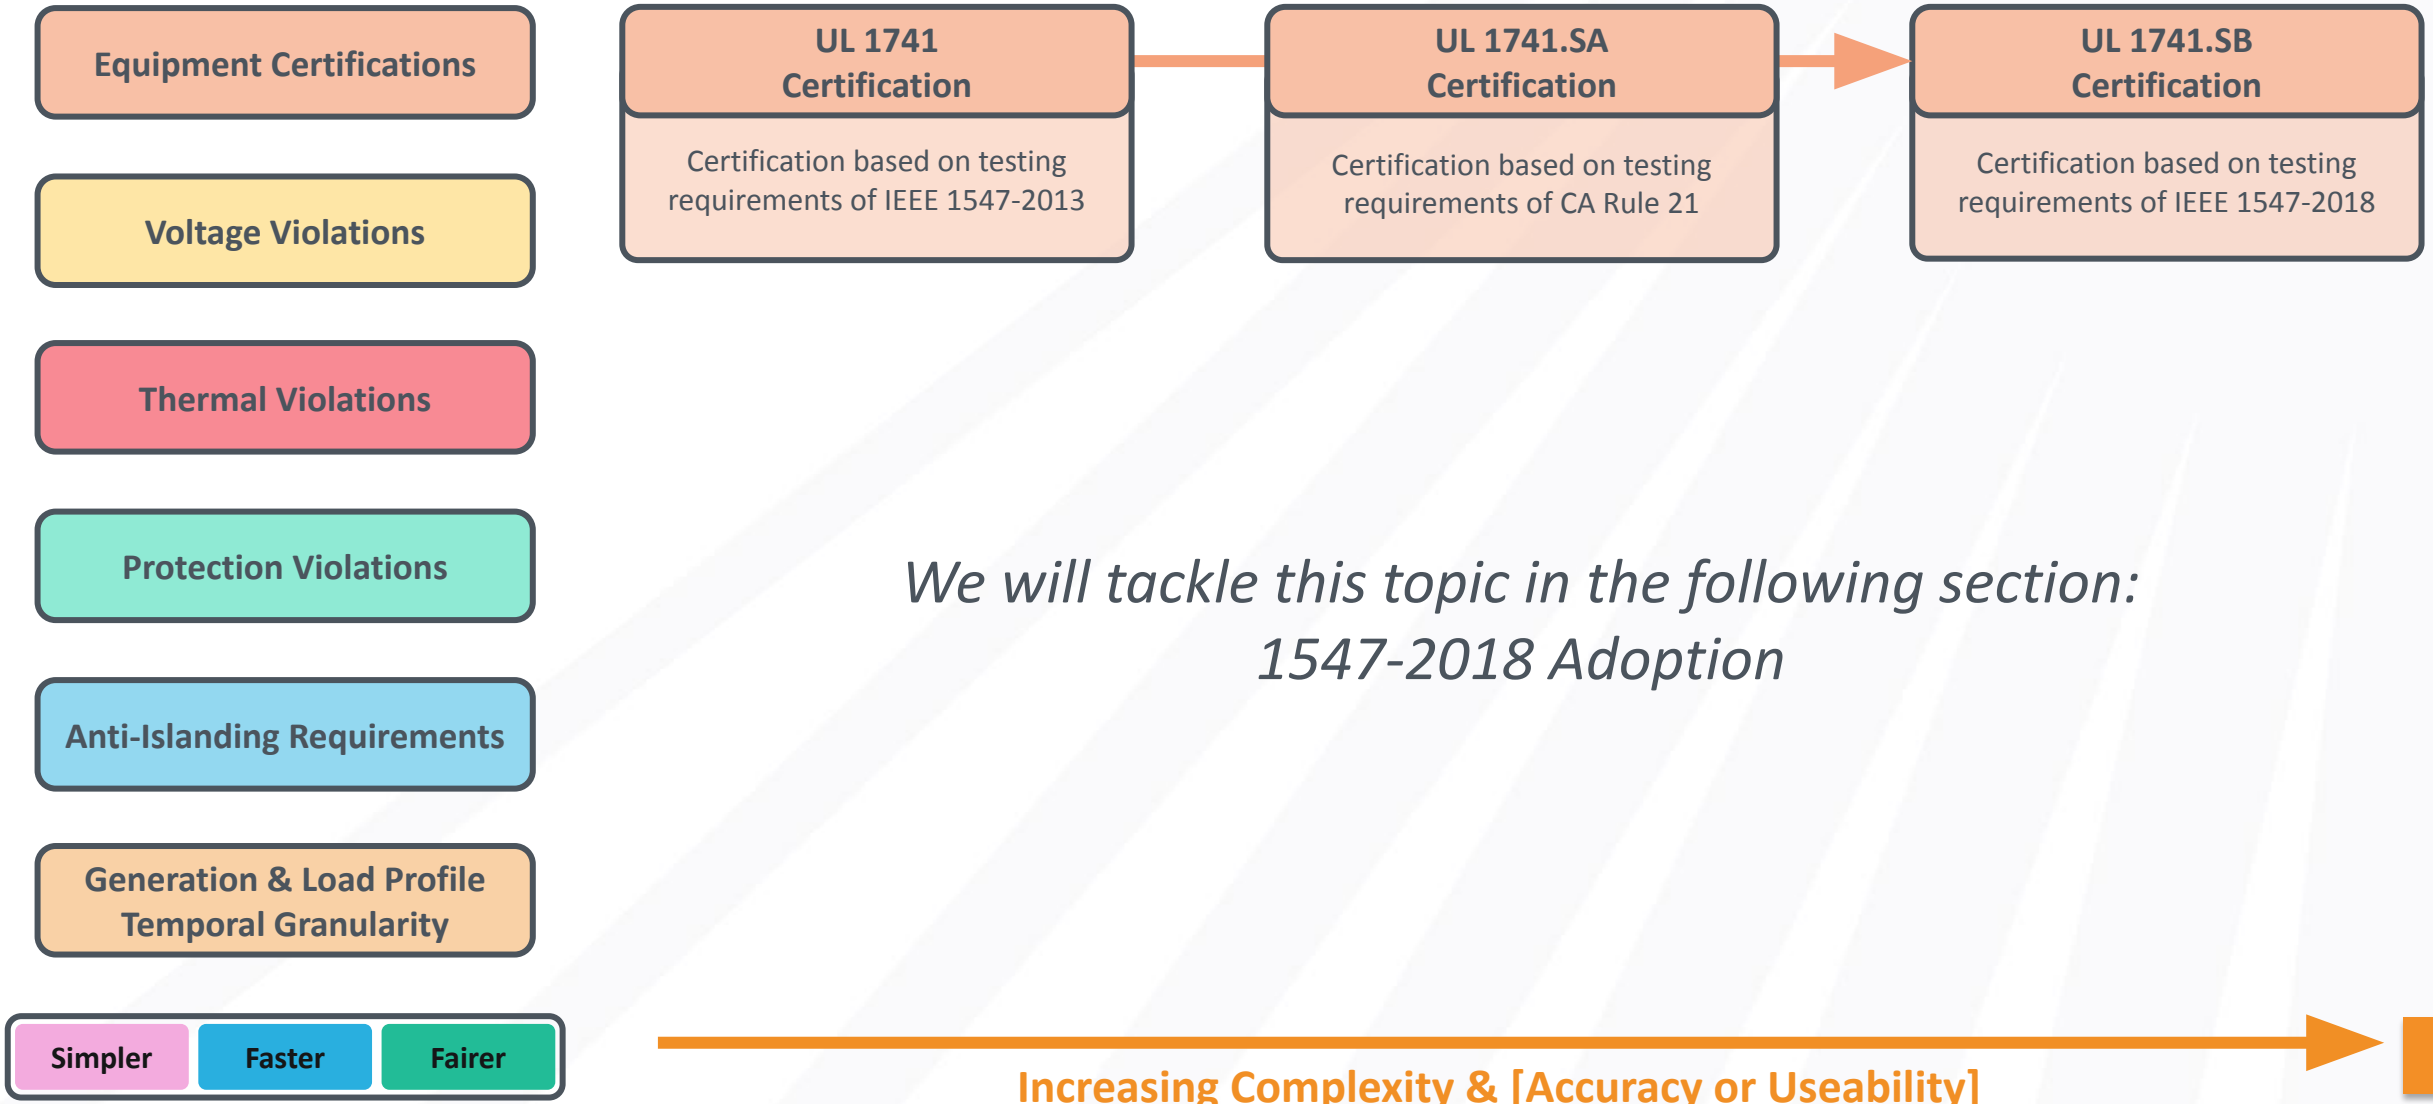 Equipment Certifications
Voltage Violations
Thermal Violations
Protection Violations
Anti-Islanding Requirements
Generation & Load Profile
Temporal Granularity
Simpler
Faster
Fairer
UL 1741
Certification
Certification based on testing
requirements of IEEE 1547-2013
UL 1741.SA
Certification
Certification based on testing
requirements of CA Rule 21
UL 1741.SB
Certification
Certification based on testing
requirements of IEEE 1547-2018
We will tackle this topic in the following section:
1547-2018 Adoption
Increasing Complexity & [Accuracy or Useability]